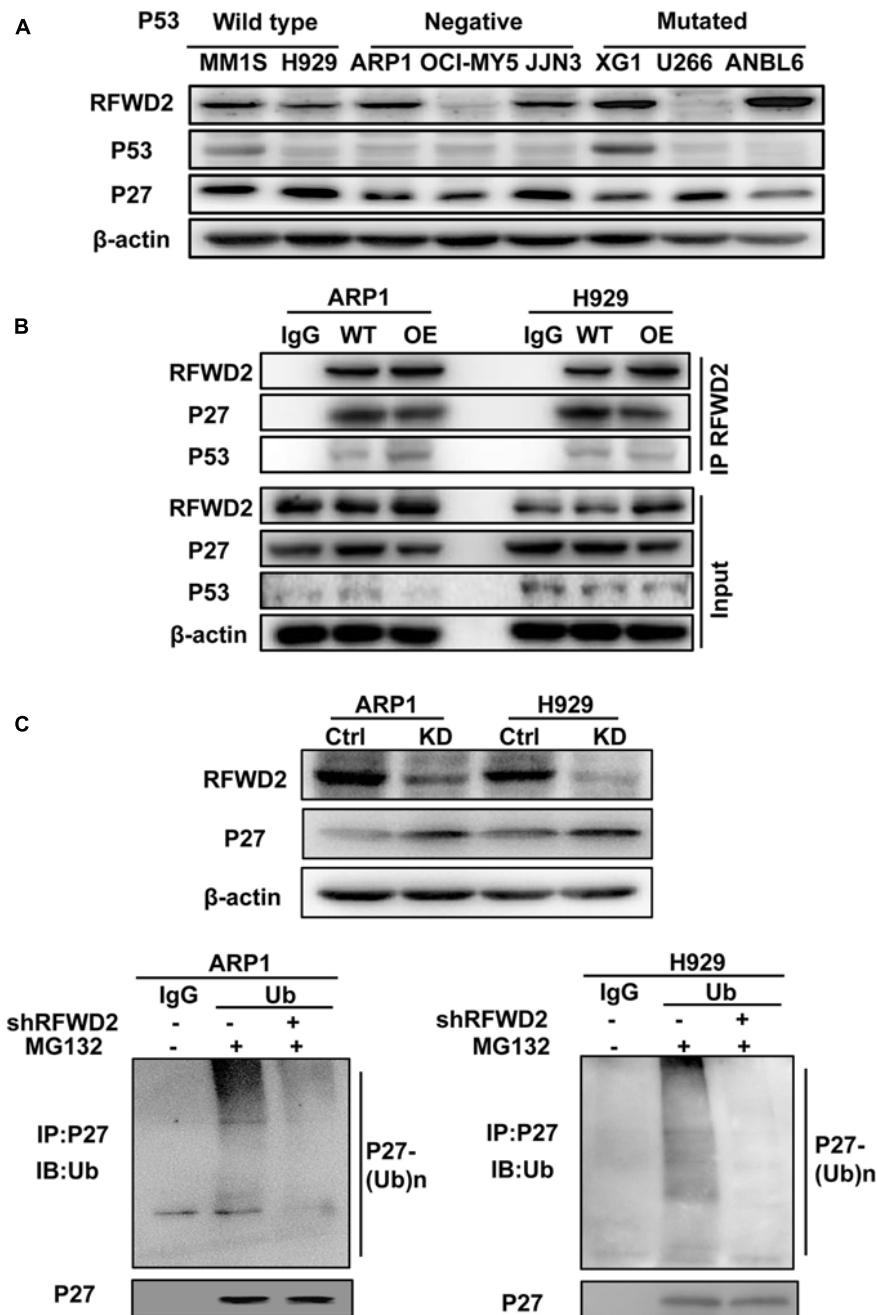 A
P53 Wild type Negative Mutated
MM1S H929 ARP1 OCI-MY5 JJN3 XG1 U266 ANBL6
RFWD2
P53
P27
β-actin
B
ARP1 H929
IgG WT OE IgG WT OE
RFWD2
P27
P53
IP RFWD2
RFWD2
P27
P53
β-actin
Input
C
ARP1 H929
Ctrl KD Ctrl KD
RFWD2
P27
β-actin
ARP1
IgG Ub
shRFWD2 - - +
MG132 - + +
IP:P27
IB:Ub
P27-
(Ub)n
P27
H929
IgG Ub
shRFWD2 - - +
MG132 - + +
IP:P27
IB:Ub
P27-
(Ub)n
P27